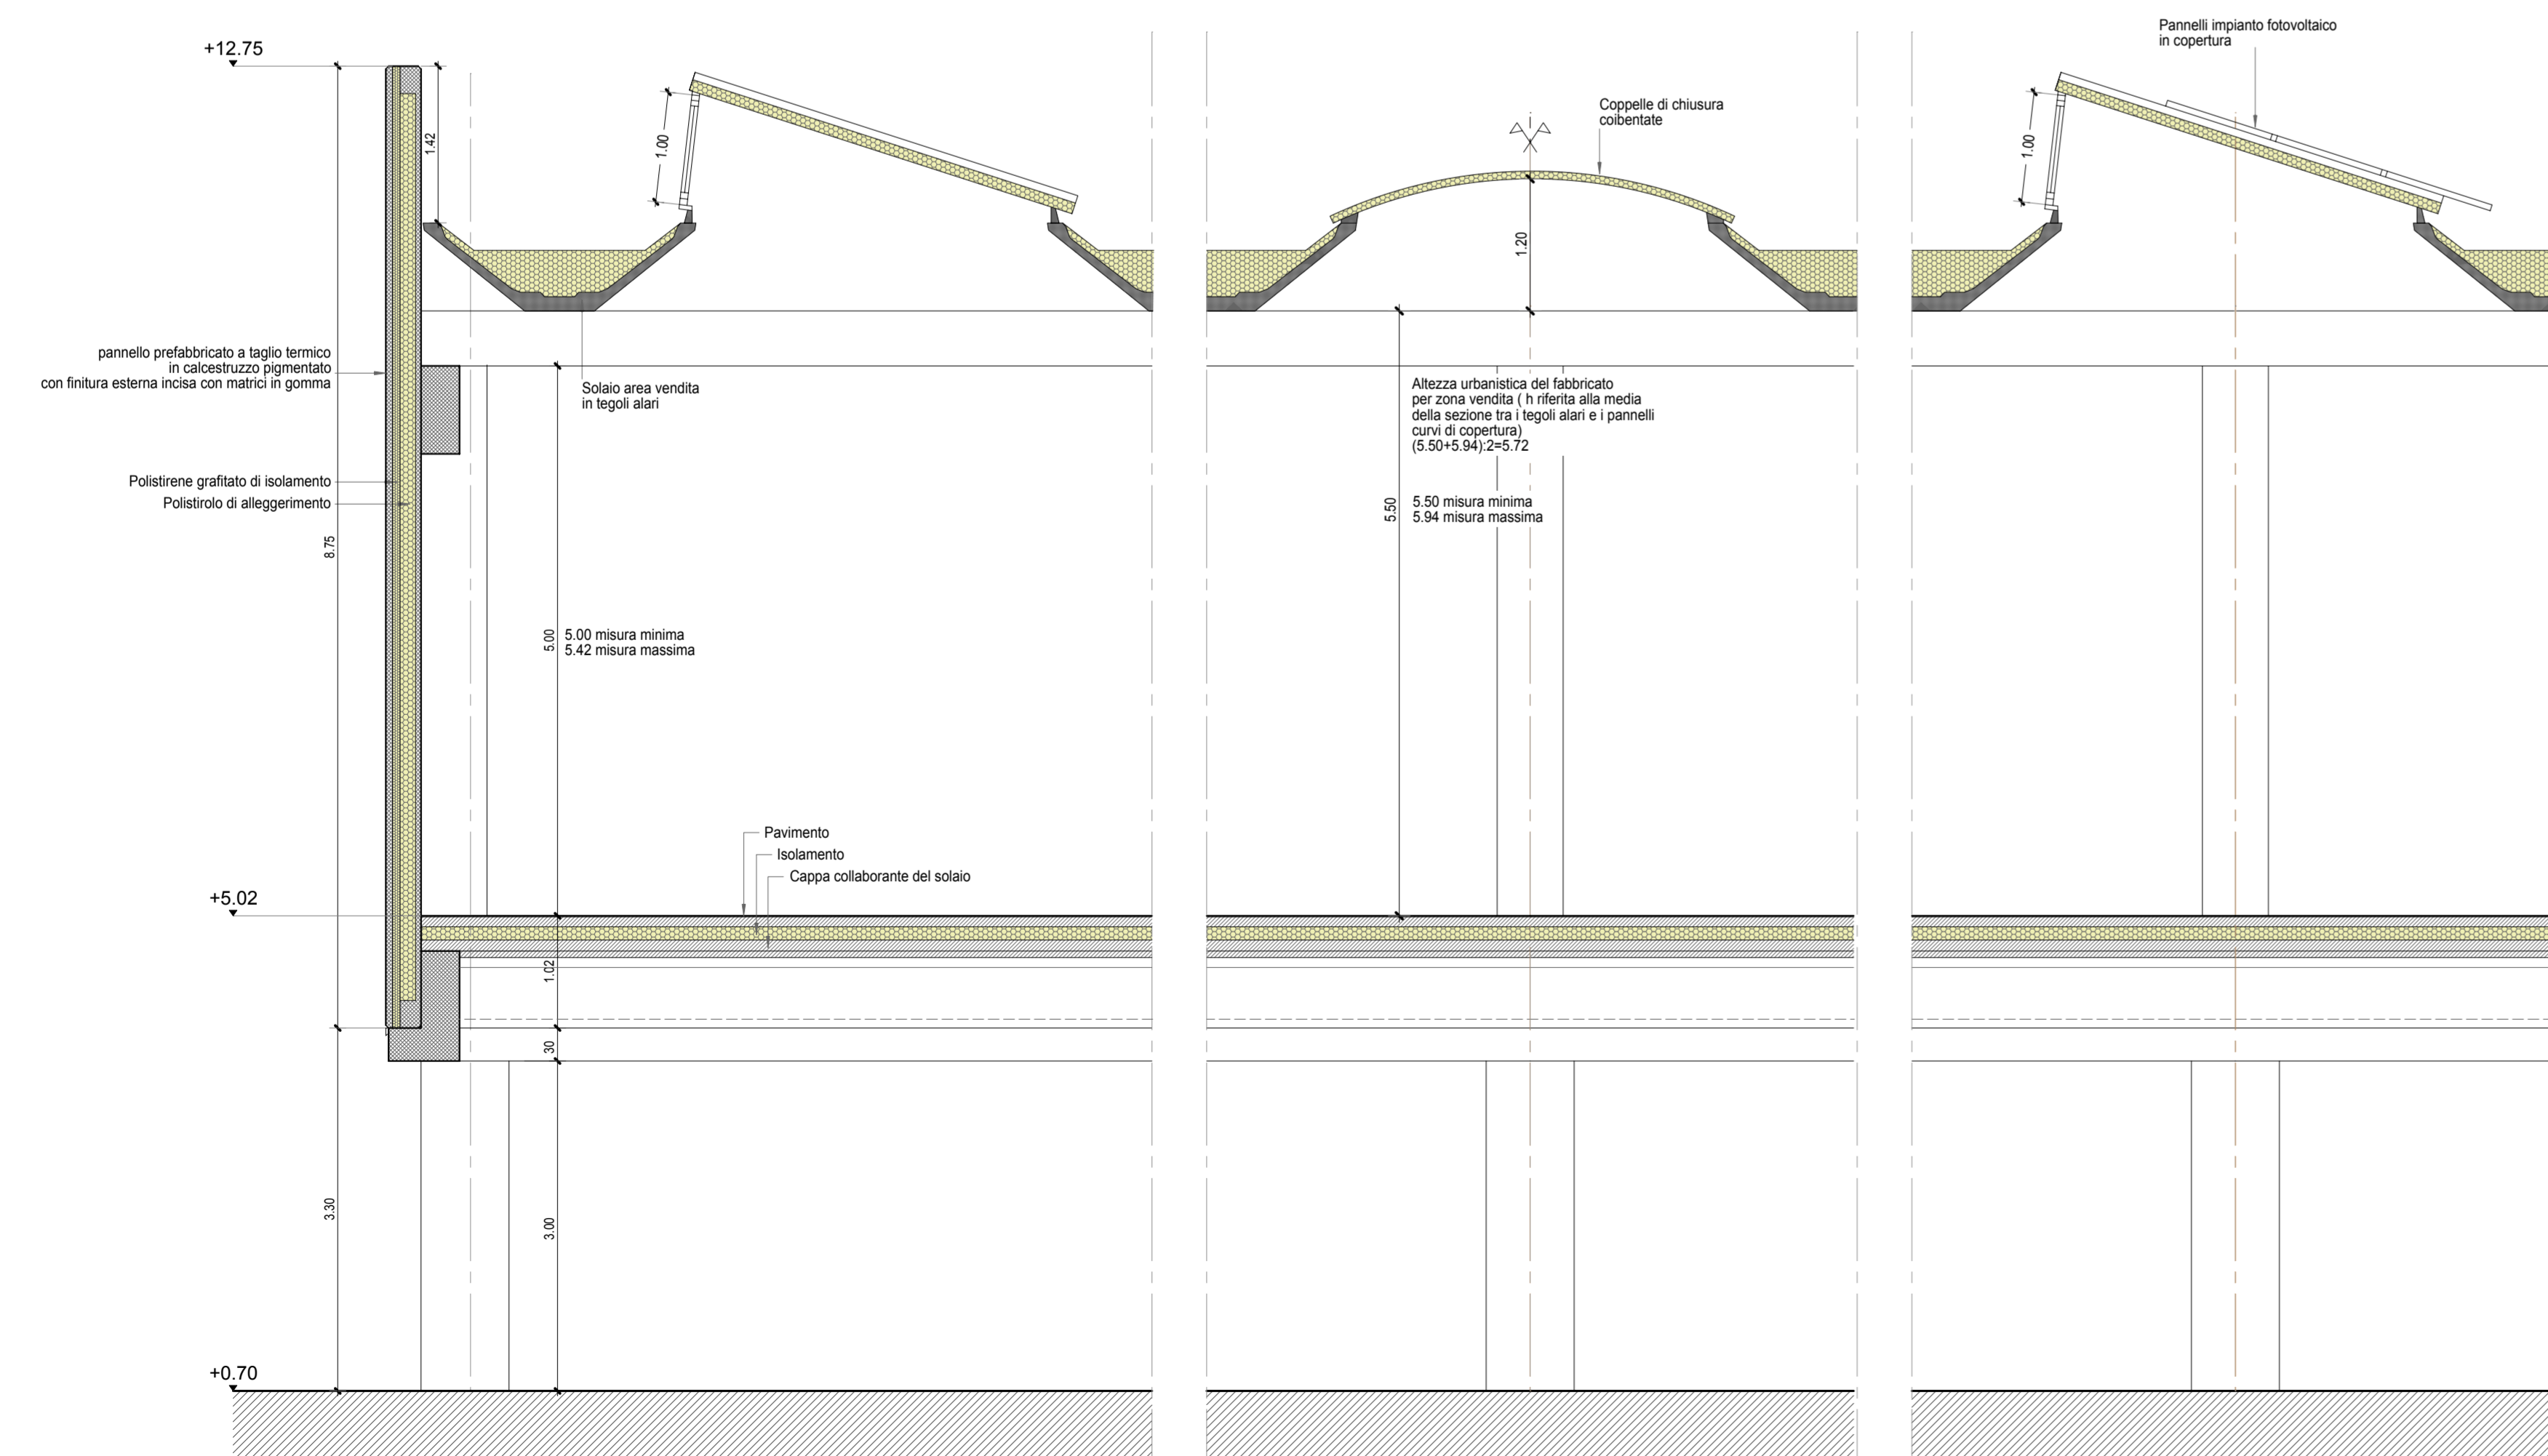 +12.75
1.42
1.00
Coppelle di chiusura
coibentate
1.20
Pannelli impianto fotovoltaico
in copertura
1.00
pannello prefabbricato a taglio termico
in calcestruzzo pigmentato
con finitura esterna incisa con matrici in gomma
Solaio area vendita
in tegoli alari
Altezza urbanistica del fabbricato
per zona vendita ( h riferita alla media
della sezione tra i tegoli alari e i pannelli
curvi di copertura)
(5.50+5.94):2=5.72
Polistirene grafitato di isolamento
Polistirolo di alleggerimento
8.75
5.50
5.50 misura minima
5.94 misura massima
5.00
5.00 misura minima
5.42 misura massima
Pavimento
Isolamento
Cappa collaborante del solaio
+5.02
1.02
30
3.30
3.00
+0.70